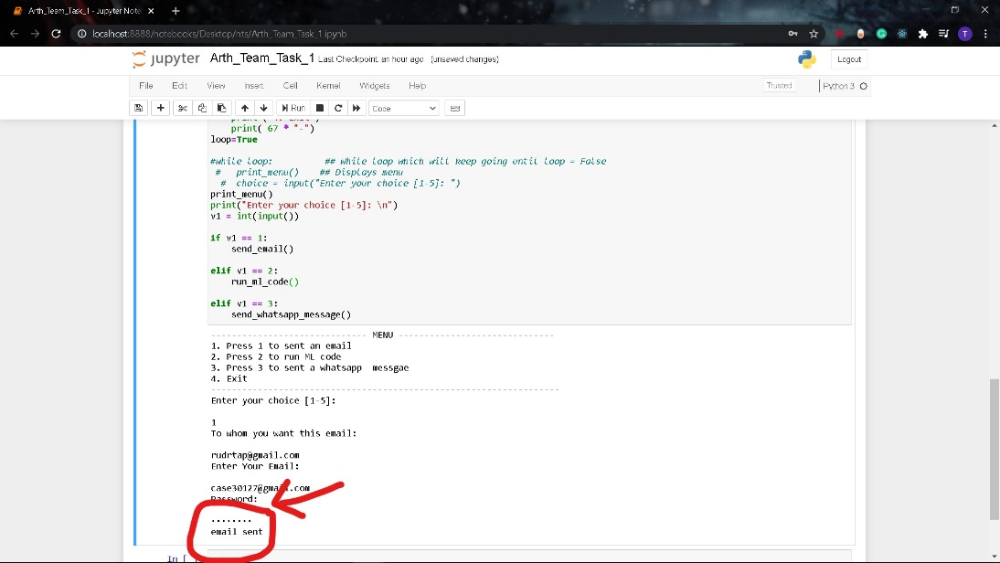 Arth_Team_Task_1 - Jupyter Note
localhost:8888/notebooks/Desktop/nts/Arth_Team_Task_1.ipynb
T
jupyter Arth_Team_Task_1 Last Checkpoint: an hour ago (unsaved changes)
Logout
File Edit View Insert Cell Kernel Widgets Help
Trusted
Python 3
Run
Code
print( 67 * "-")
loop=True
#while loop: ## While loop which will keep going until loop = False
# print_menu() ## Displays menu
# choice = input("Enter your choice [1-5]: ")
print_menu()
print("Enter your choice [1-5]: \n")
v1 = int(input())
if v1 == 1:
send_email()
elif v1 == 2:
run_ml_code()
elif v1 == 3:
send_whatsapp_message()
----------------------------- MENU -----------------------------
1. Press 1 to sent an email
2. Press 2 to run ML code
3. Press 3 to sent a whatsapp messgae
4. Exit
-------------------------------------------------------------------
Enter your choice [1-5]:
1
To whom you want this email:
rudrtap@gmail.com
Enter Your Email:
case30127@gmail.com
Password:
........
email sent
In [ ]